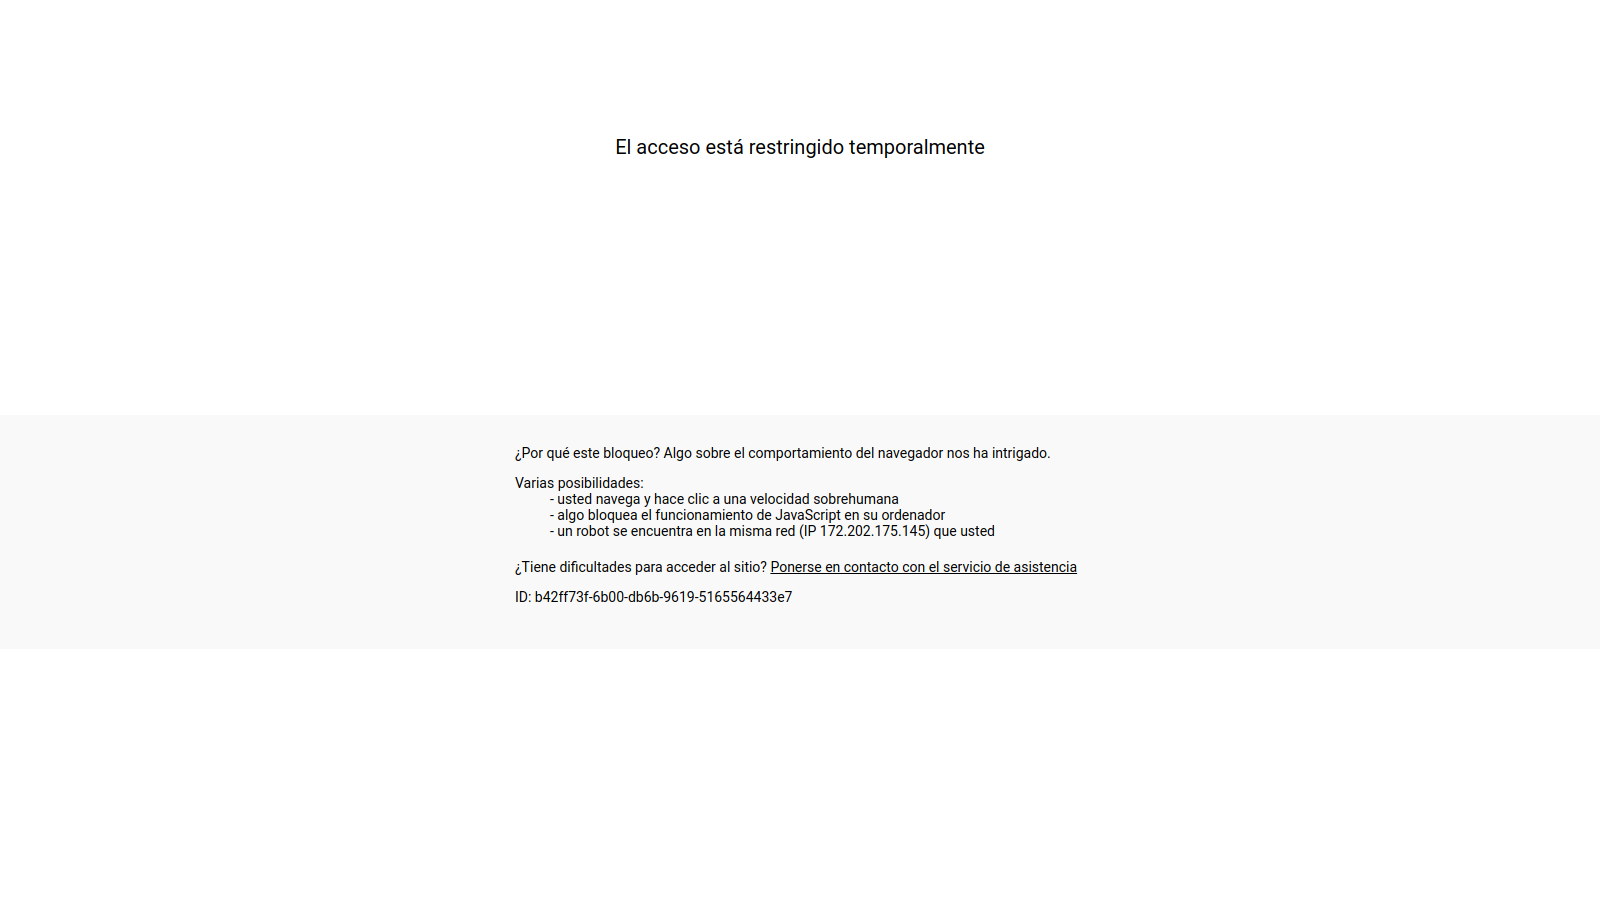 El acceso está restringido temporalmente
¿Por qué este bloqueo? Algo sobre el comportamiento del navegador nos ha intrigado.
Varias posibilidades:
- usted navega y hace clic a una velocidad sobrehumana
- algo bloquea el funcionamiento de JavaScript en su ordenador
- un robot se encuentra en la misma red (IP 172.202.175.145) que usted
¿Tiene dificultades para acceder al sitio? Ponerse en contacto con el servicio de asistencia
ID: b42ff73f-6b00-db6b-9619-5165564433e7